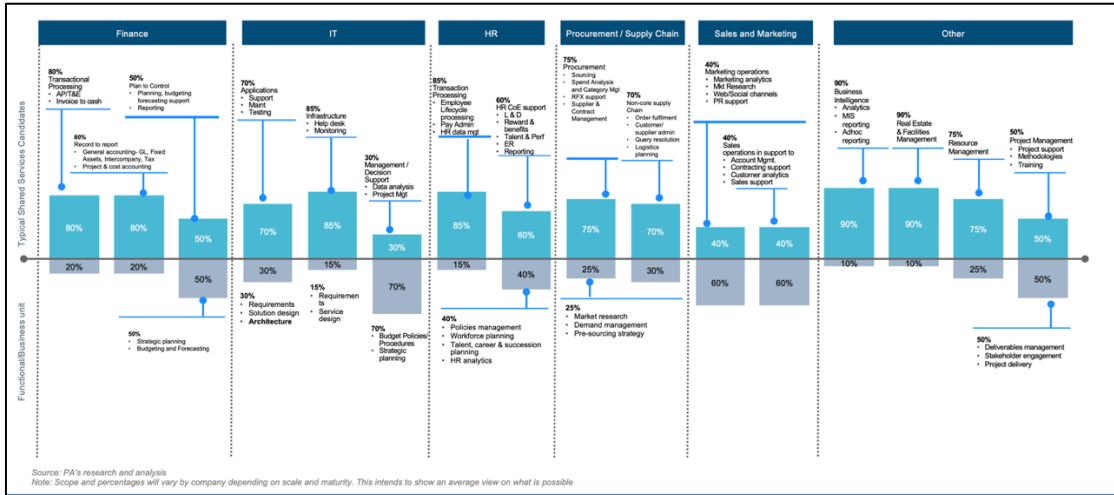 Finance
IT
HR
Procurement / Supply Chain
Sales and Marketing
Other
Typical Shared Services Candidates
Functional/Business unit
80%
Transactional
Processing
• AP/T&E
• Invoice to cash
50%
Plan to Control
• Planning, budgeting
forecasting support
• Reporting
80%
Record to report
• General accounting- GL, Fixed
Assets, Intercompany, Tax
• Project & cost accounting
80%
80%
50%
20%
20%
50%
50%
• Strategic planning
• Budgeting and Forecasting
70%
Applications
• Support
• Maint
• Testing
85%
Infrastructure
• Help desk
• Monitoring
30%
Management /
Decision
Support
• Data analysis
• Project Mgt
70%
85%
30%
30%
15%
70%
30%
• Requirements
• Solution design
• Architecture
15%
• Requiremen
ts
• Service
design
70%
• Budget Policies/
Procedures
• Strategic
planning
85%
Transaction
Processing
• Employee
Lifecycle
processing
• Pay Admin
• HR data mgt
60%
HR CoE support
• L & D
• Reward &
benefits
• Talent & Perf
• ER
• Reporting
85%
60%
15%
40%
40%
• Policies management
• Workforce planning
• Talent, career & succession
planning
• HR analytics
75%
Procurement
• Sourcing
• Spend Analysis
and Category Mgt
• RFX support
• Supplier &
Contract
Management
70%
Non-core supply
Chain
• Order fulfilment
• Customer/
supplier admin
• Query resolution
• Logistics
planning
75%
70%
25%
30%
25%
• Market research
• Demand management
• Pre-sourcing strategy
40%
Marketing operations
• Marketing analytics
• Mkt Research
• Web/Social channels
• PR support
40%
Sales
operations in support to
• Account Mgmt.
• Contracting support
• Customer analytics
• Sales support
40%
40%
60%
60%
90%
Business
Intelligence
• Analytics
• MIS
reporting
• Adhoc
reporting
90%
Real Estate
& Facilities
Management
75%
Resource
Management
50%
Project Management
• Project support
• Methodologies
• Training
90%
90%
75%
50%
10%
10%
25%
50%
50%
• Deliverables management
• Stakeholder engagement
• Project delivery
Source: PA's research and analysis
Note: Scope and percentages will vary by company depending on scale and maturity. This intends to show an average view on what is possible